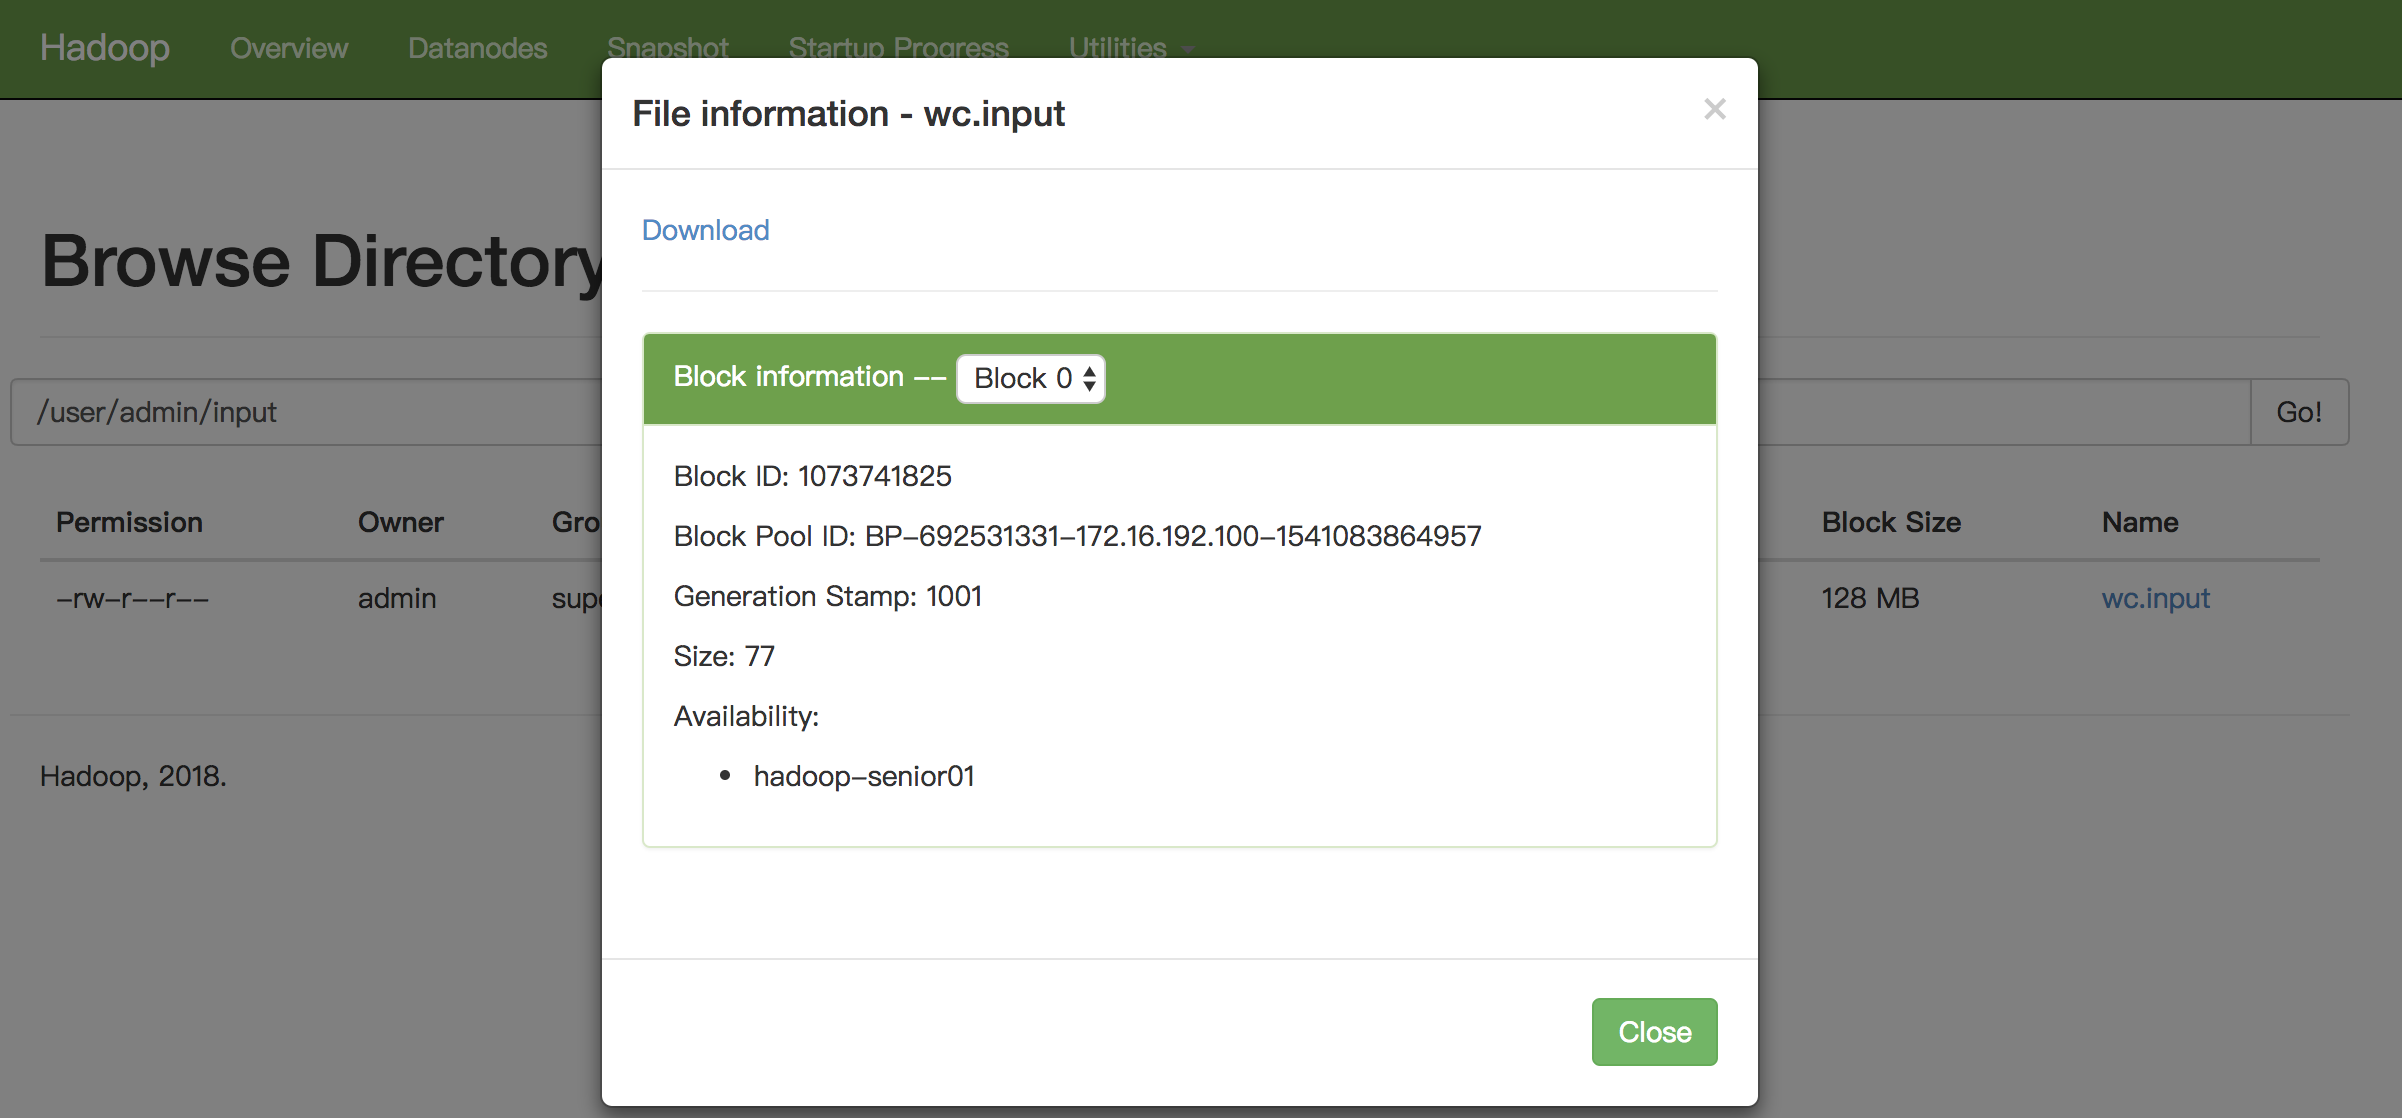 Hadoop Overview Datanodes Snapshot Startup Progress Utilities
File information - wc.input ×
Download
Browse Directory
Block information -- Block 0
/user/admin/input Go!
Block ID: 1073741825
Permission Owner Gro Block Size Name
Block Pool ID: BP-692531331-172.16.192.100-1541083864957
-rw-r--r-- admin supe 128 MB wc.input
Generation Stamp: 1001
Size: 77
Availability:
• hadoop-senior01
Hadoop, 2018.
Close